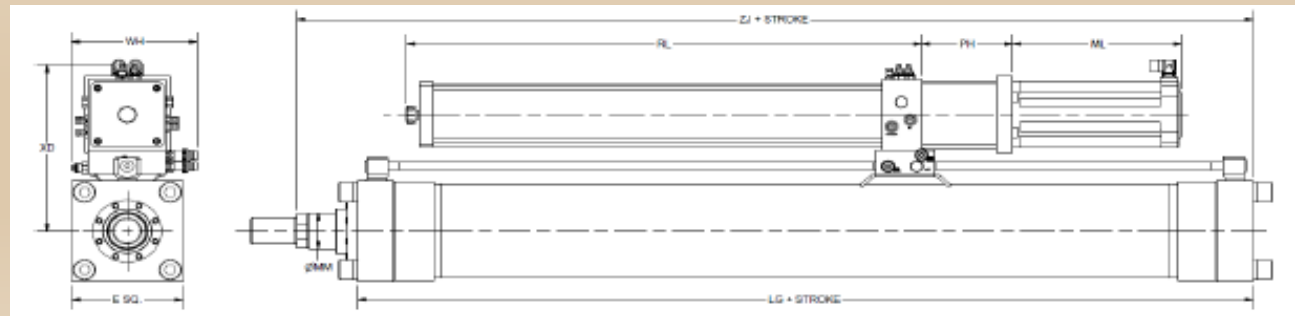 ZJ + STROKE
WH
RL
PH
ML
XD
ØMM
E SQ.
LG + STROKE